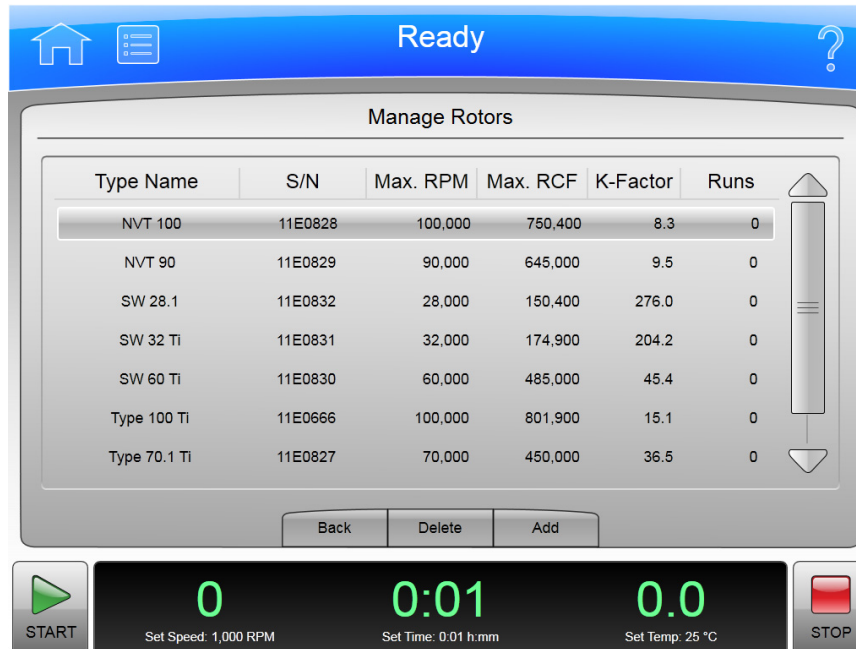 Ready
?
Manage Rotors
Type Name S/N Max. RPM Max. RCF K-Factor Runs
NVT 100 11E0828 100,000 750,400 8.3 0
NVT 90 11E0829 90,000 645,000 9.5 0
SW 28.1 11E0832 28,000 150,400 276.0 0
SW 32 Ti 11E0831 32,000 174,900 204.2 0
SW 60 Ti 11E0830 60,000 485,000 45.4 0
Type 100 Ti 11E0666 100,000 801,900 15.1 0
Type 70.1 Ti 11E0827 70,000 450,000 36.5 0
Back Delete Add
0 0:01 0.0
START Set Speed: 1,000 RPM Set Time: 0:01 h:mm Set Temp: 25 °C STOP